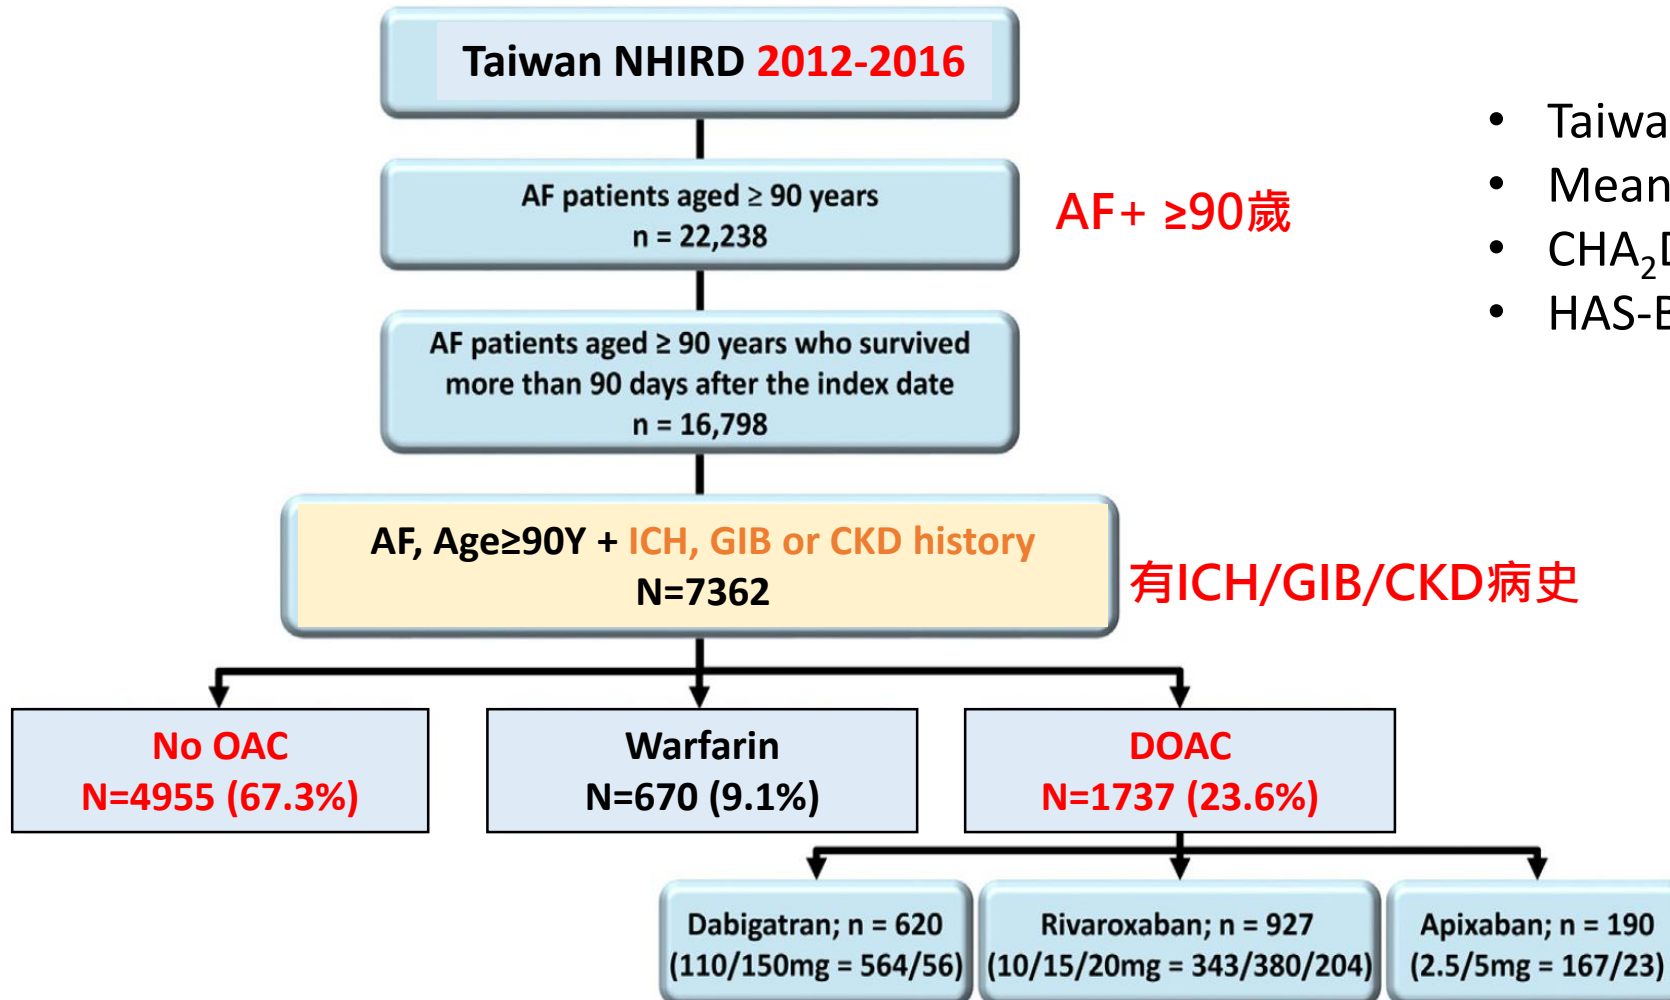 Taiwan NHIRD 2012-2016
AF patients aged ≥ 90 years
n = 22,238
AF+ ≥90歲
AF patients aged ≥ 90 years who survived
more than 90 days after the index date
n = 16,798
AF, Age≥90Y + ICH, GIB or CKD history
N=7362
有ICH/GIB/CKD病史
No OAC
N=4955 (67.3%)
Warfarin
N=670 (9.1%)
DOAC
N=1737 (23.6%)
Dabigatran; n = 620
(110/150mg = 564/56)
Rivaroxaban; n = 927
(10/15/20mg = 343/380/204)
Apixaban; n = 190
(2.5/5mg = 167/23)
• Taiwa
• Mean
• CHA₂
• HAS-